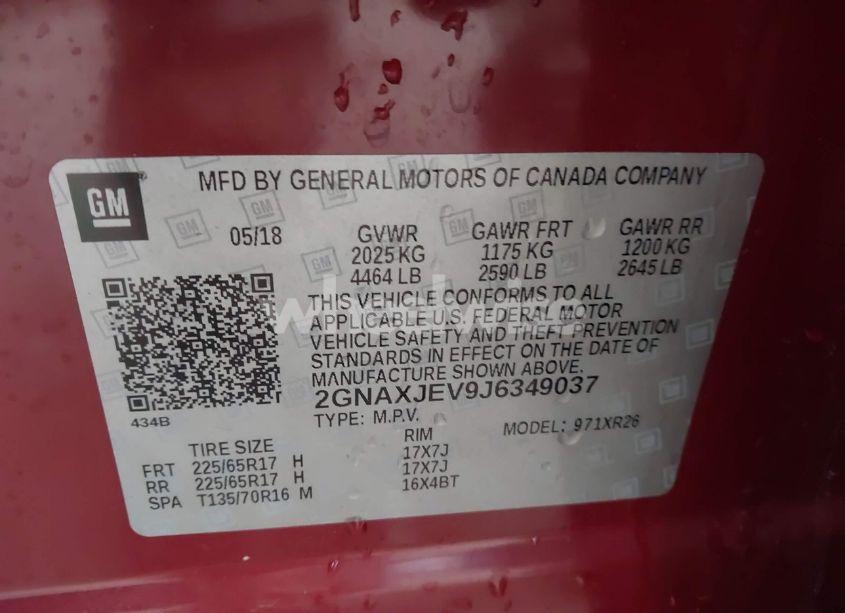 GM
MFD BY GENERAL MOTORS OF CANADA COMPANY
05/18 GVWR GAWR FRT GAWR RR
2025 KG 1175 KG 1200 KG
4464 LB 2590 LB 2645 LB
THIS VEHICLE CONFORMS TO ALL
APPLICABLE U.S. FEDERAL MOTOR
VEHICLE SAFETY AND THEFT PREVENTION
STANDARDS IN EFFECT ON THE DATE OF
MANUFACTURE SHOWN ABOVE.
2GNAXJEV9J6349037
434B
TYPE: M.P.V. MODEL: 971XR26
TIRE SIZE RIM
FRT 225/65R17 H 17X7J
RR 225/65R17 H 17X7J
SPA T135/70R16 M 16X4BT